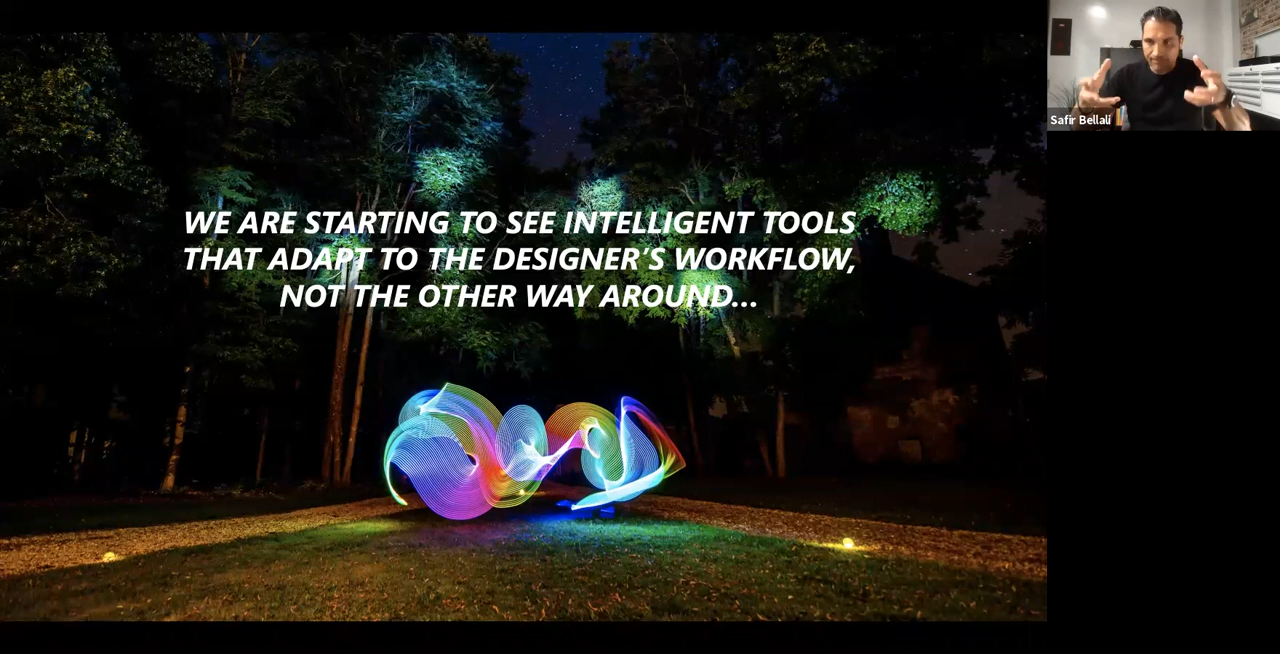 WE ARE STARTING TO SEE INTELLIGENT TOOLS
THAT ADAPT TO THE DESIGNER'S WORKFLOW,
NOT THE OTHER WAY AROUND...
Safir Bellali